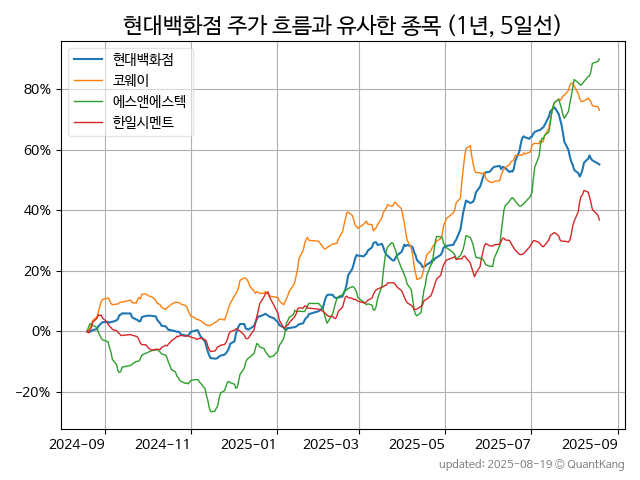 현대백화점 주가 흐름과 유사한 종목 (1년, 5일선)
현대백화점
코웨이
에스앤에스텍
한일시멘트
80%
60%
40%
20%
0%
−20%
2024-09 2024-11 2025-01 2025-03 2025-05 2025-07 2025-09
updated: 2025-08-19 © QuantKang